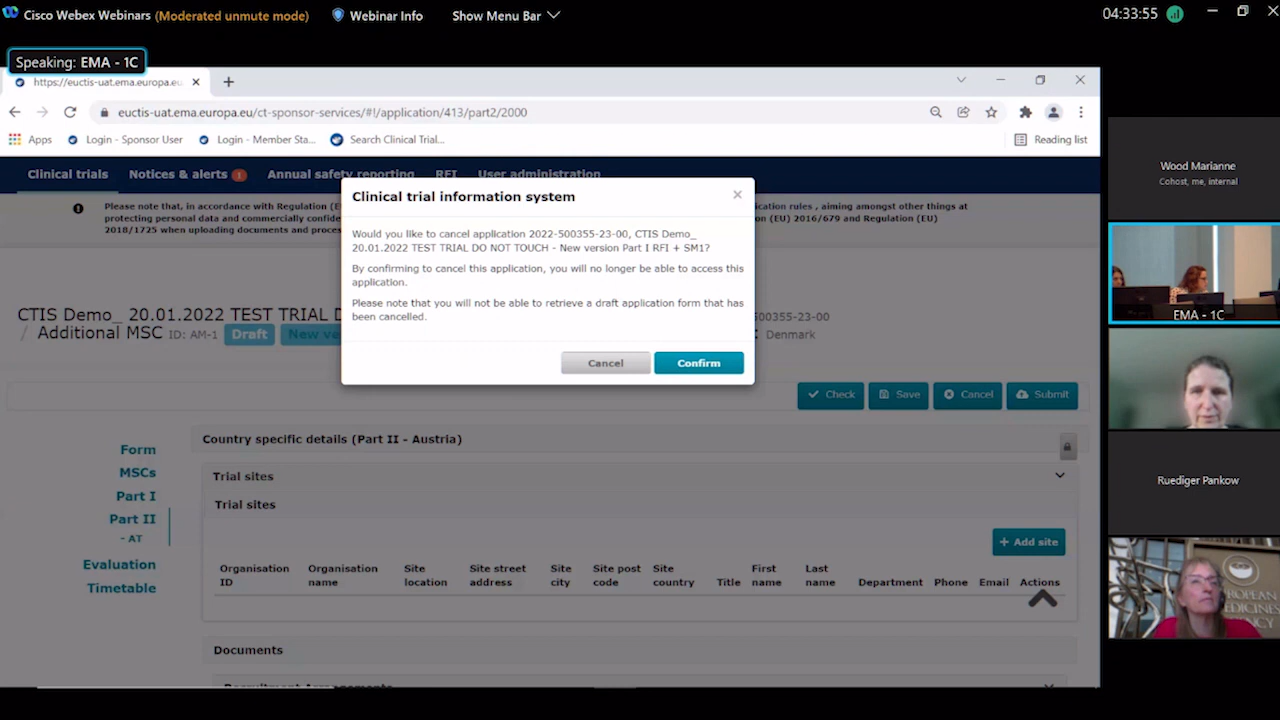 Cisco Webex Webinars (Moderated unmute mode) Webinar Info Show Menu Bar 04:33:55
Speaking: EMA - 1C
https://euctis-uat.ema.europa.eu
euctis-uat.ema.europa.eu/ct-sponsor-services/#!/application/413/part2/2000
Apps Login - Sponsor User Login - Member Sta... Search Clinical Trial... Reading list
Clinical trials Notices & alerts Annual safety reporting RFI User administration
Please note that, in accordance with Regulation (E
ication rules , aiming amongst other things at
protecting personal data and commercially confide
on (EU) 2016/679 and Regulation (EU)
2018/1725 when uploading documents and proce
Clinical trial information system
Would you like to cancel application 2022-500355-23-00, CTIS Demo_
20.01.2022 TEST TRIAL DO NOT TOUCH - New version Part I RFI + SM1?
By confirming to cancel this application, you will no longer be able to access this
application.
Please note that you will not be able to retrieve a draft application form that has
been cancelled.
Cancel Confirm
CTIS Demo_ 20.01.2022 TEST TRIAL D
00355-23-00
/ Additional MSC ID: AM-1 Draft New ve
Denmark
Check Save Cancel Submit
Form
MSCs
Part I
Part II
- AT
Evaluation
Timetable
Country specific details (Part II - Austria)
Trial sites
Trial sites
+ Add site
Organisation ID
Organisation name
Site location
Site street address
Site city
Site post code
Site country
Title
First name
Last name
Department
Phone
Email
Actions
Documents
Recruitment Arrangements
Wood Marianne
Cohost, me, internal
EMA - 1C
Ruediger Pankow
ROPEAN
MEDICINES
NCY